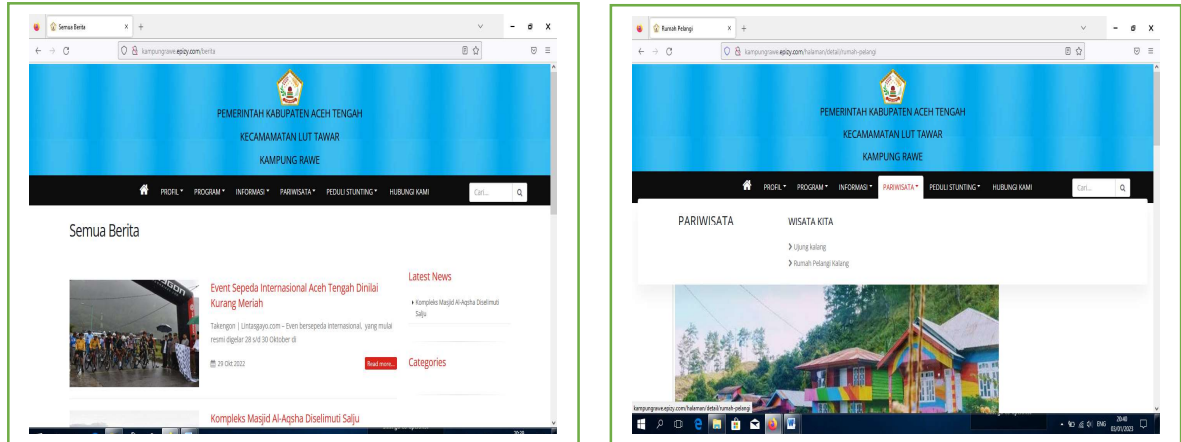 Semua Berita
kampungrawe.epizy.com/berita
PEMERINTAH KABUPATEN ACEH TENGAH
KECAMAMATAN LUT TAWAR
KAMPUNG RAWE
PROFIL PROGRAM INFORMASI PARIWISATA PEDULI STUNTING HUBUNGI KAMI Cari...
Semua Berita
Event Sepeda Internasional Aceh Tengah Dinilai
Kurang Meriah
Takengon | Lintasgayo.com – Even bersepeda Internasional, yang mulai
resmi digelar 28 s/d 30 Oktober di
29 Okt 2022 Read more...
Latest News
Kompleks Masjid Al-Aqsha Diselimuti
Salju
Categories
Kompleks Masjid Al-Aqsha Diselimuti Salju
Rumah Pelangi
kampungrawe.epizy.com/halaman/detail/rumah-pelangi
PEMERINTAH KABUPATEN ACEH TENGAH
KECAMAMATAN LUT TAWAR
KAMPUNG RAWE
PROFIL PROGRAM INFORMASI PARIWISATA PEDULI STUNTING HUBUNGI KAMI Cari...
PARIWISATA WISATA KITA
Ujung kalang
Rumah Pelangi Kalang
kampungrawe.epizy.com/halaman/detail/rumah-pelangi
ENG 20:40
03/01/2023